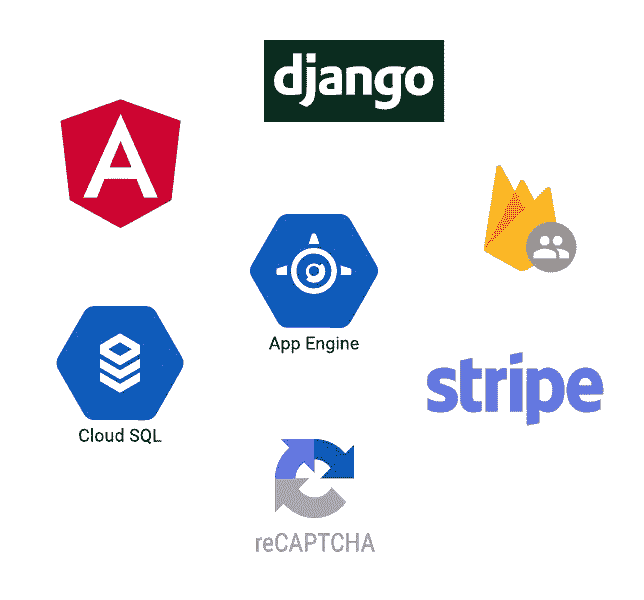 django
A
App Engine
Cloud SQL
stripe
reCAPTCHA